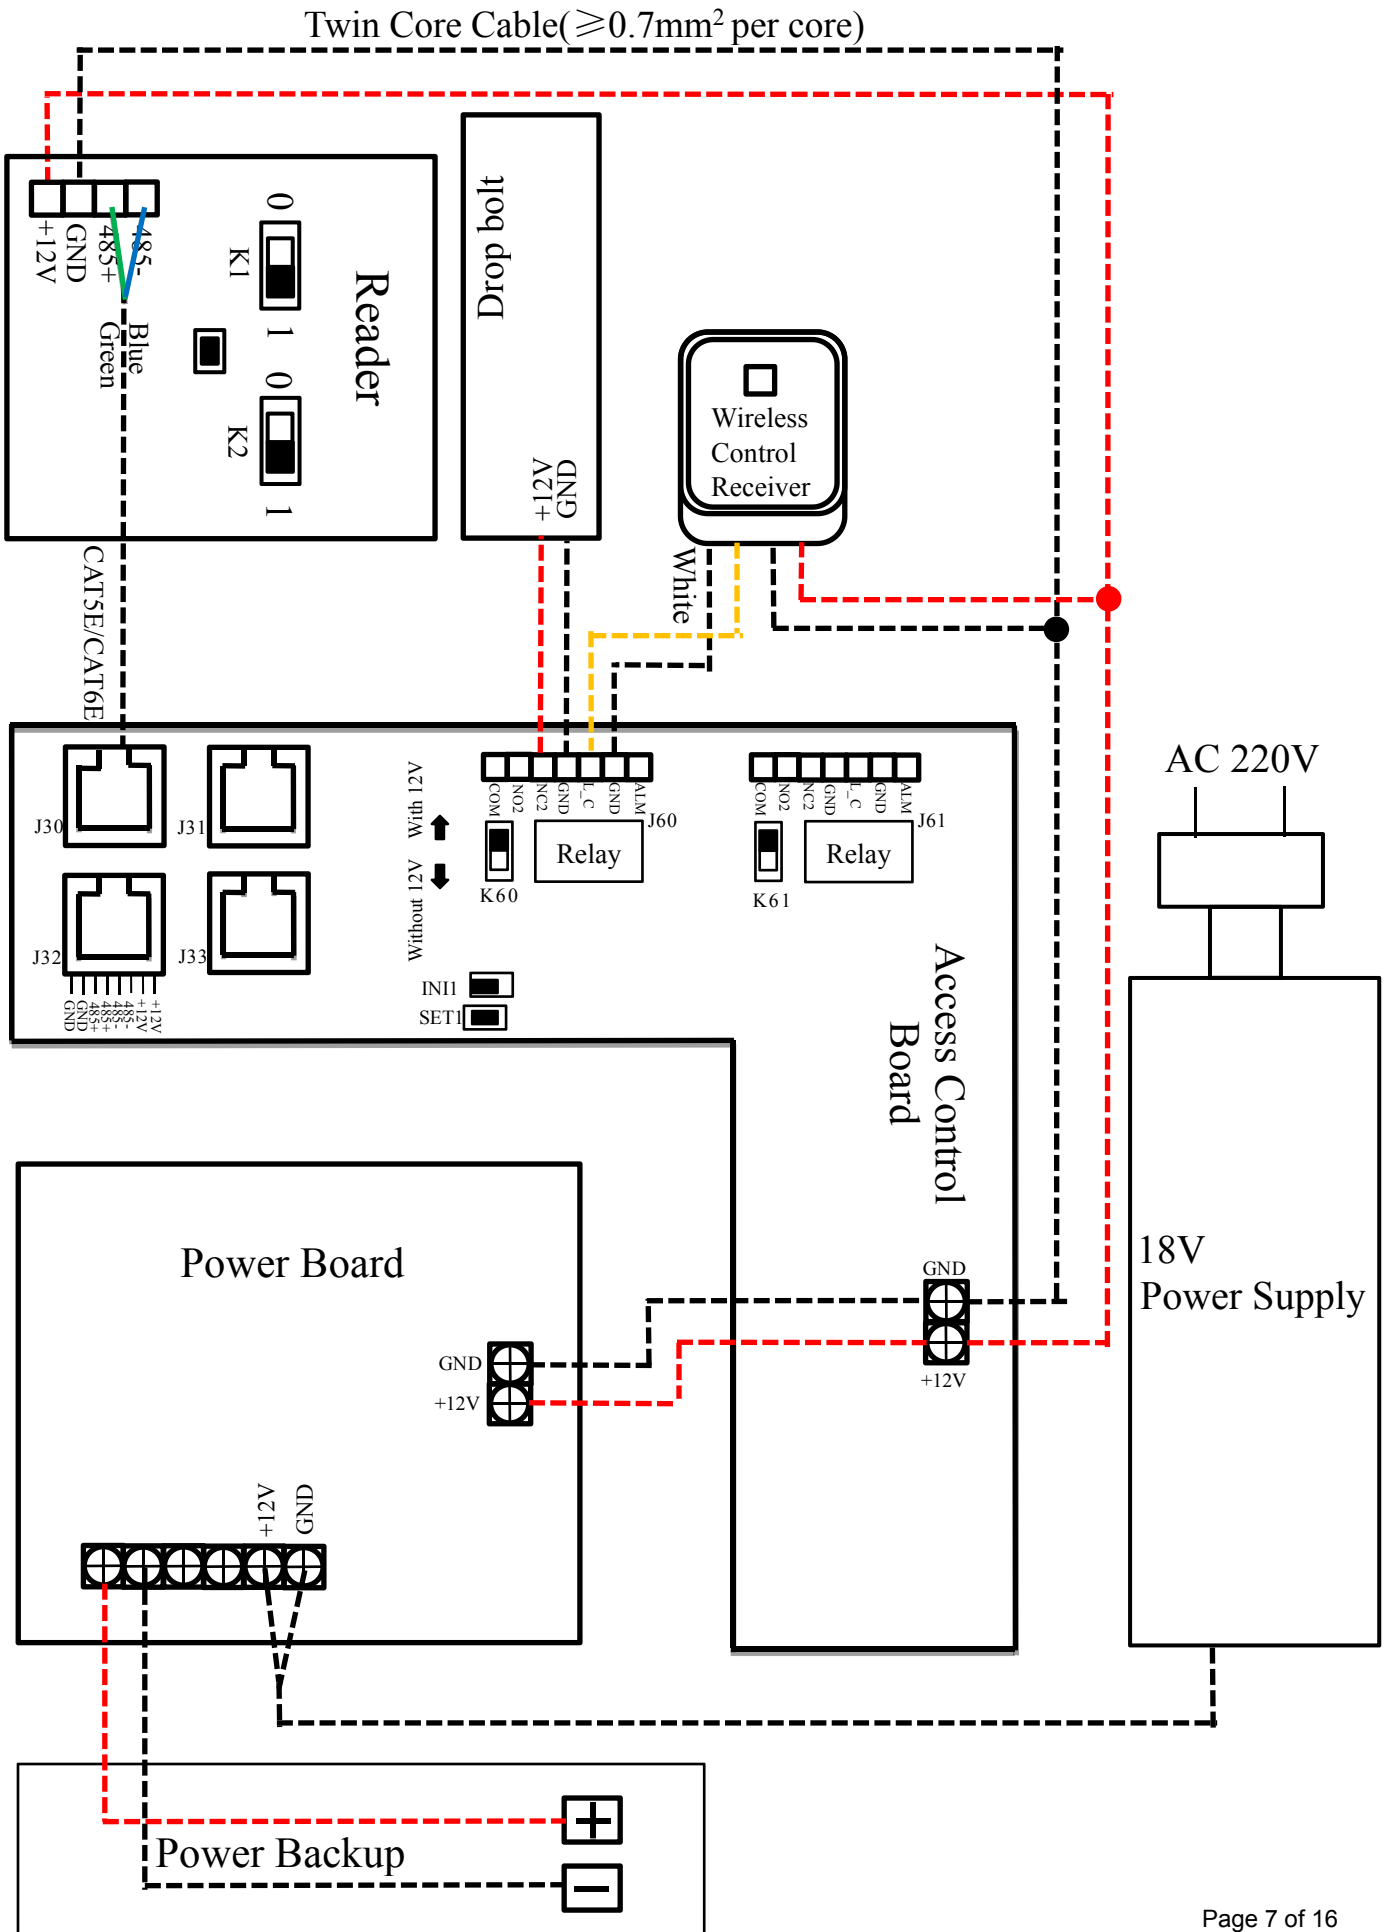 Twin Core Cable(≥0.7mm² per core)
+12V
GND
485+
485-
Blue
Green
0
K1
1
0
K2
1
Reader
Drop bolt
+12V
GND
Wireless
Control
Receiver
White
CAT5E/CAT6E
AC 220V
J30
J31
J32
J33
GND
GND
485+
485+
485-
485-
+12V
+12V
With 12V
Without 12V
COM
NO2
NC2
GND
L_C
GND
ALM
J60
K60
Relay
COM
NO2
NC2
GND
L_C
GND
ALM
J61
K61
Relay
INI1
SET1
Access Control
Board
GND
+12V
18V
Power Supply
Power Board
GND
+12V
+12V
GND
Power Backup
Page 7 of 16